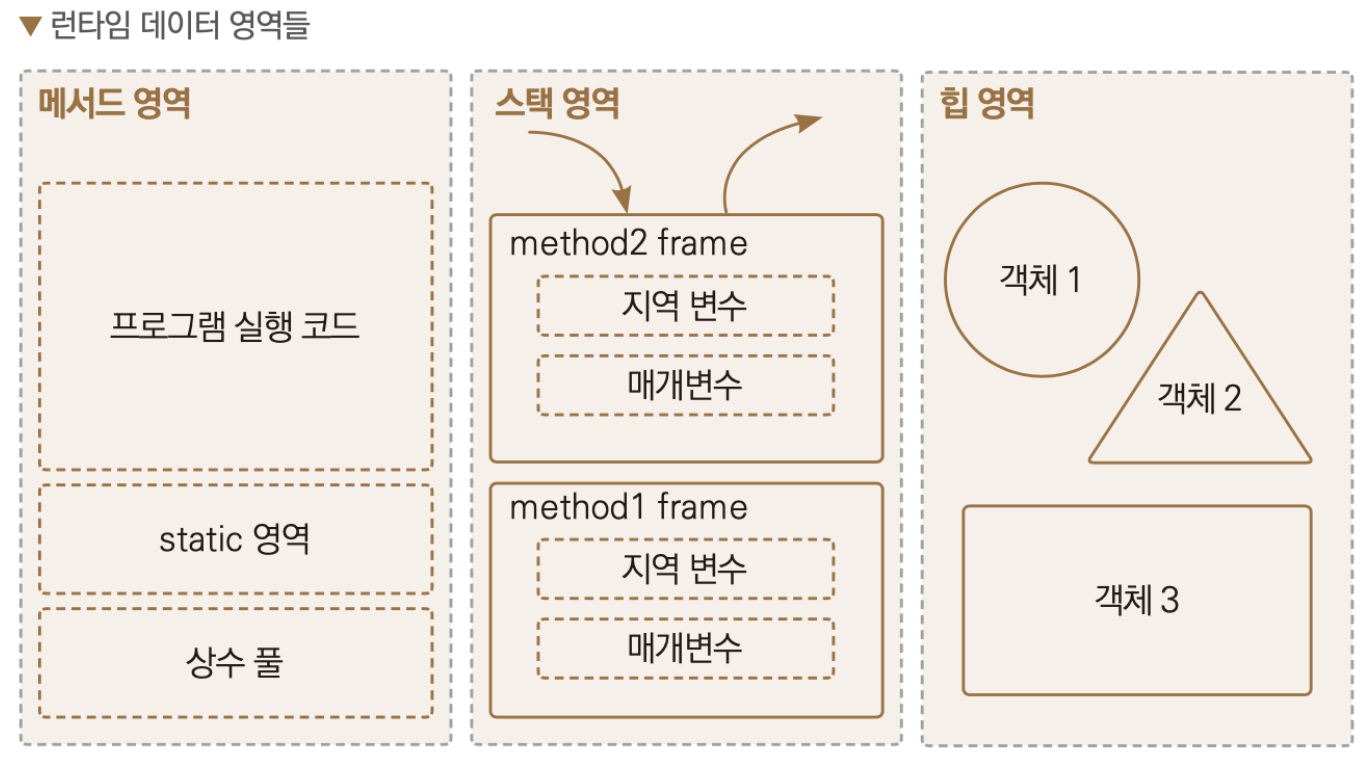 ▼ 런타임 데이터 영역들
메서드 영역
프로그램 실행 코드
static 영역
상수 풀
스택 영역
method2 frame
지역 변수
매개변수
method1 frame
지역 변수
매개변수
힙 영역
객체 1
객체 2
객체 3